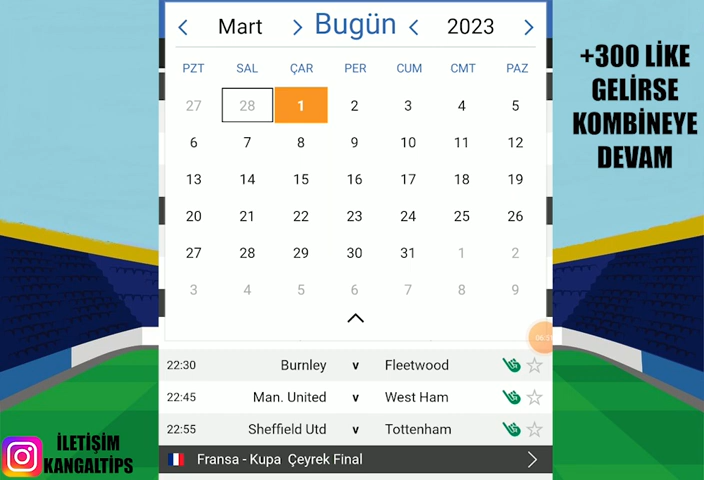 Mart Bugün 2023
PZT SAL ÇAR PER CUM CMT PAZ
27 28 1 2 3 4 5
6 7 8 9 10 11 12
13 14 15 16 17 18 19
20 21 22 23 24 25 26
27 28 29 30 31 1 2
3 4 5 6 7 8 9
22:30 Burnley v Fleetwood
22:45 Man. United v West Ham
22:55 Sheffield Utd v Tottenham
Fransa - Kupa Çeyrek Final
+300 LİKE
GELİRSE
KOMBİNEYE
DEVAM
İLETİŞİM
KANGALTİPS